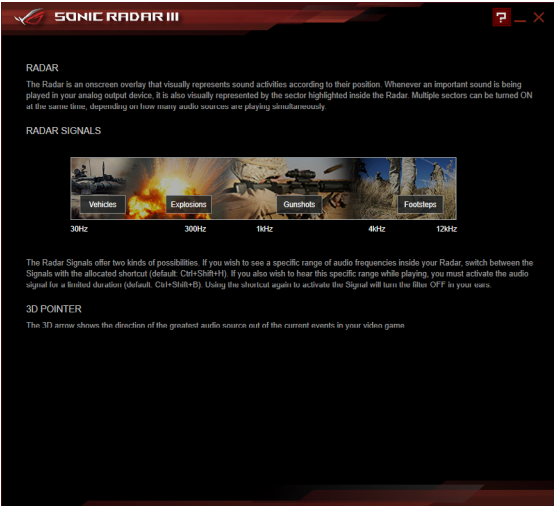 SONIC RADAR III
?
RADAR
The Radar is an onscreen overlay that visually represents sound activities according to their position. Whenever an important sound is being
played in your analog output device, it is also visually represented by the sector highlighted inside the Radar. Multiple sectors can be turned ON
at the same time, depending on how many audio sources are playing simultaneously.
RADAR SIGNALS
Vehicles Explosions Gunshots Footsteps
30Hz 300Hz 1kHz 4kHz 12kHz
The Radar Signals offer two kinds of possibilities. If you wish to see a specific range of audio frequencies inside your Radar, switch between the
Signals with the allocated shortcut (default: Ctrl+Shift+H). If you also wish to hear this specific range while playing, you must activate the audio
signal for a limited duration (default: Ctrl+Shift+B). Using the shortcut again to activate the Signal will turn the filter OFF in your ears.
3D POINTER
The 3D arrow shows the direction of the greatest audio source out of the current events in your video game